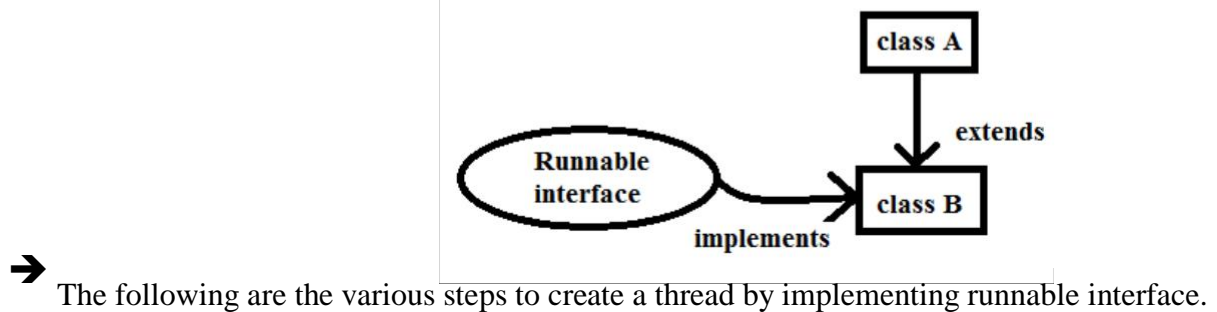 class A
extends
Runnable
interface
class B
implements
➔
The following are the various steps to create a thread by implementing runnable interface.